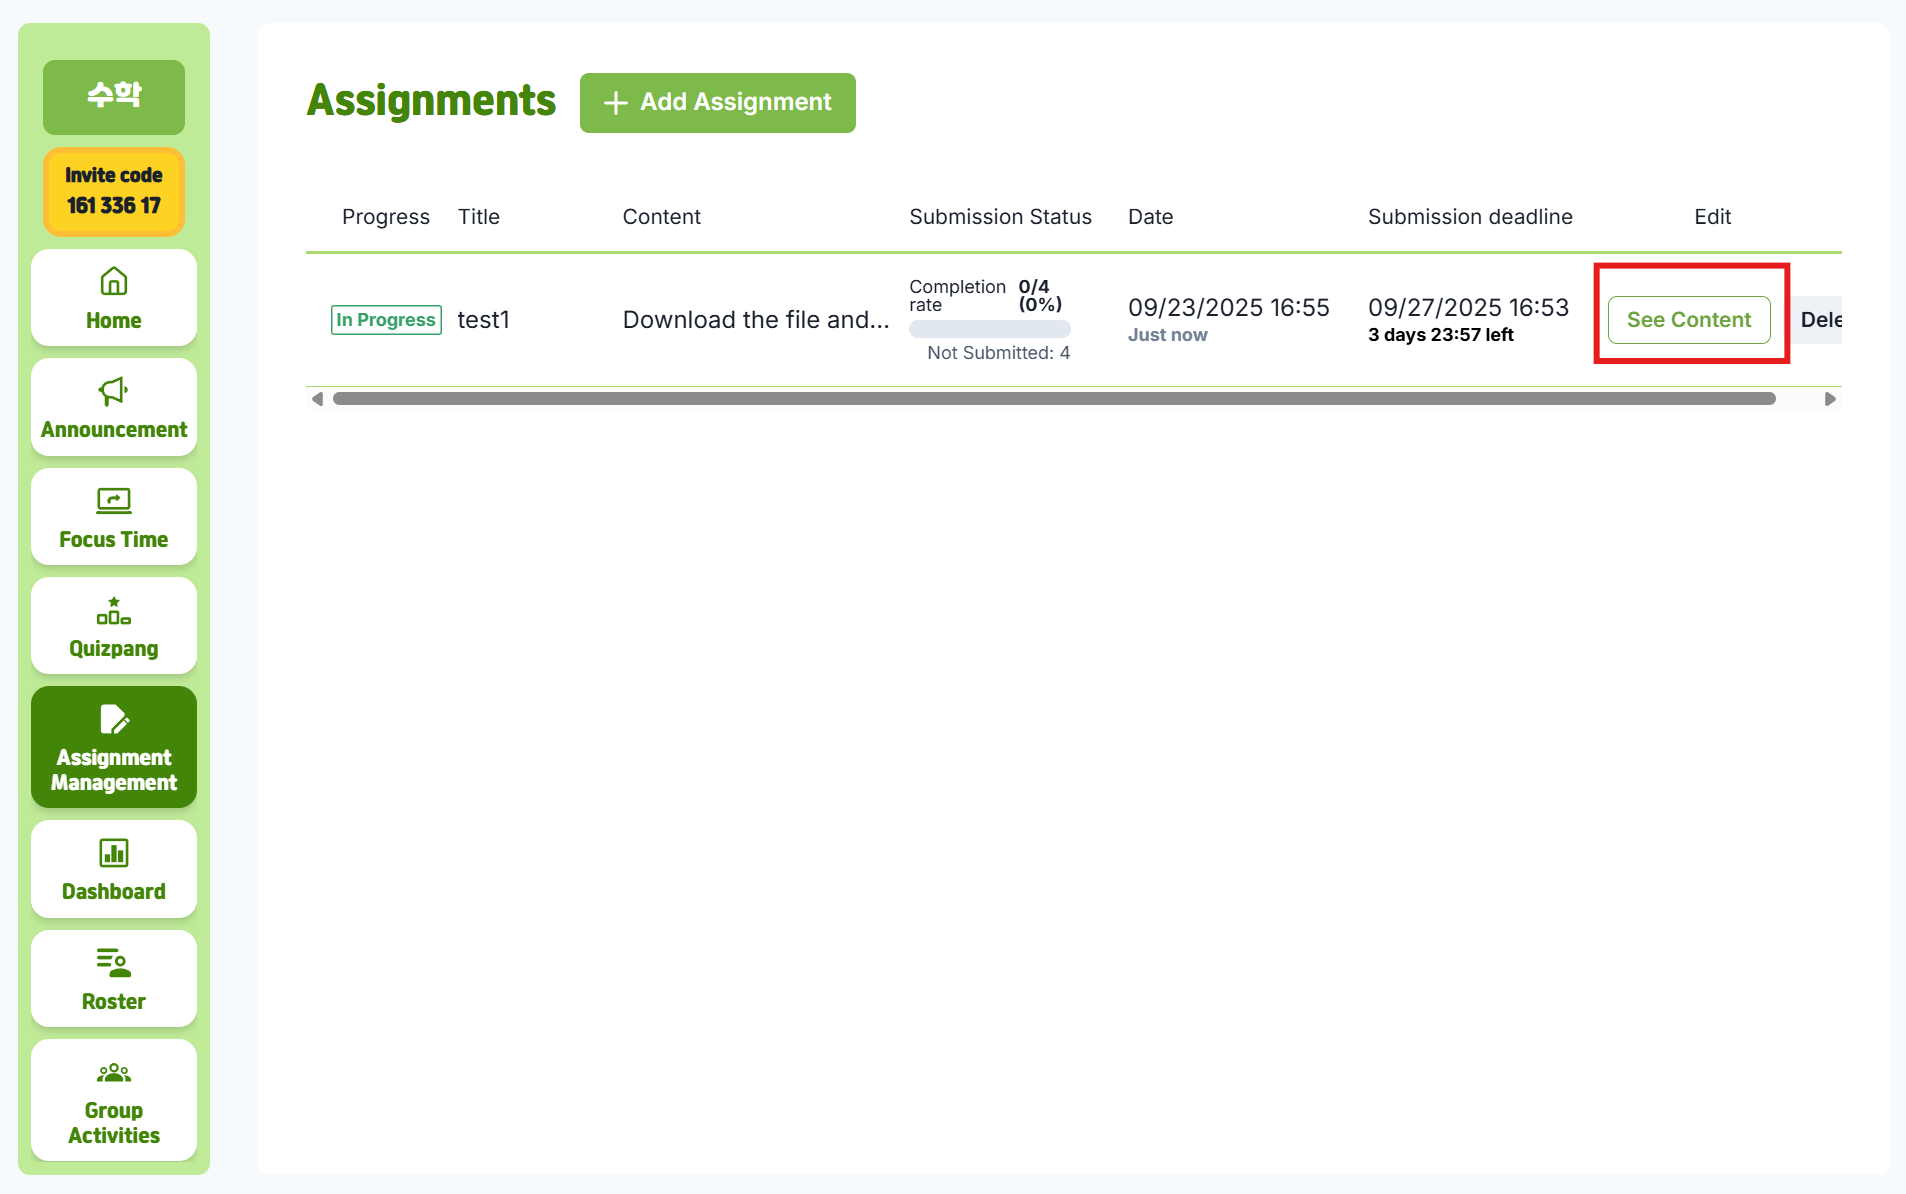 수학
Invite code
161 336 17
Home
Announcement
Focus Time
Quizpang
Assignment
Management
Dashboard
Roster
Group
Activities
Assignments
Add Assignment
Progress Title Content Submission Status Date Submission deadline Edit
In Progress
test1
Download the file and...
Completion rate 0/4 (0%)
Not Submitted: 4
09/23/2025 16:55
Just now
09/27/2025 16:53
3 days 23:57 left
See Content
Dele